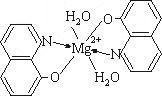 H₂O O
N Mg²⁺ N
O H₂O